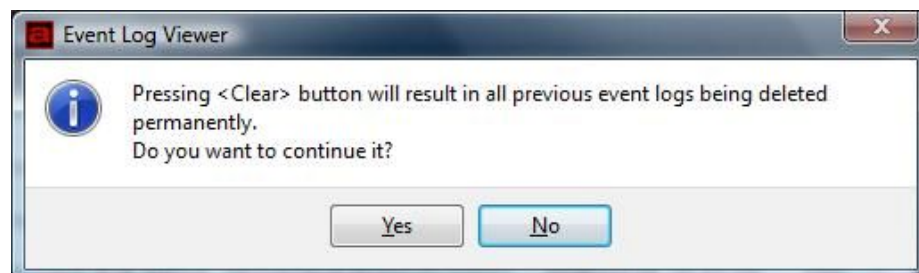 Event Log Viewer
Pressing <Clear> button will result in all previous event logs being deleted
permanently.
Do you want to continue it?
Yes No